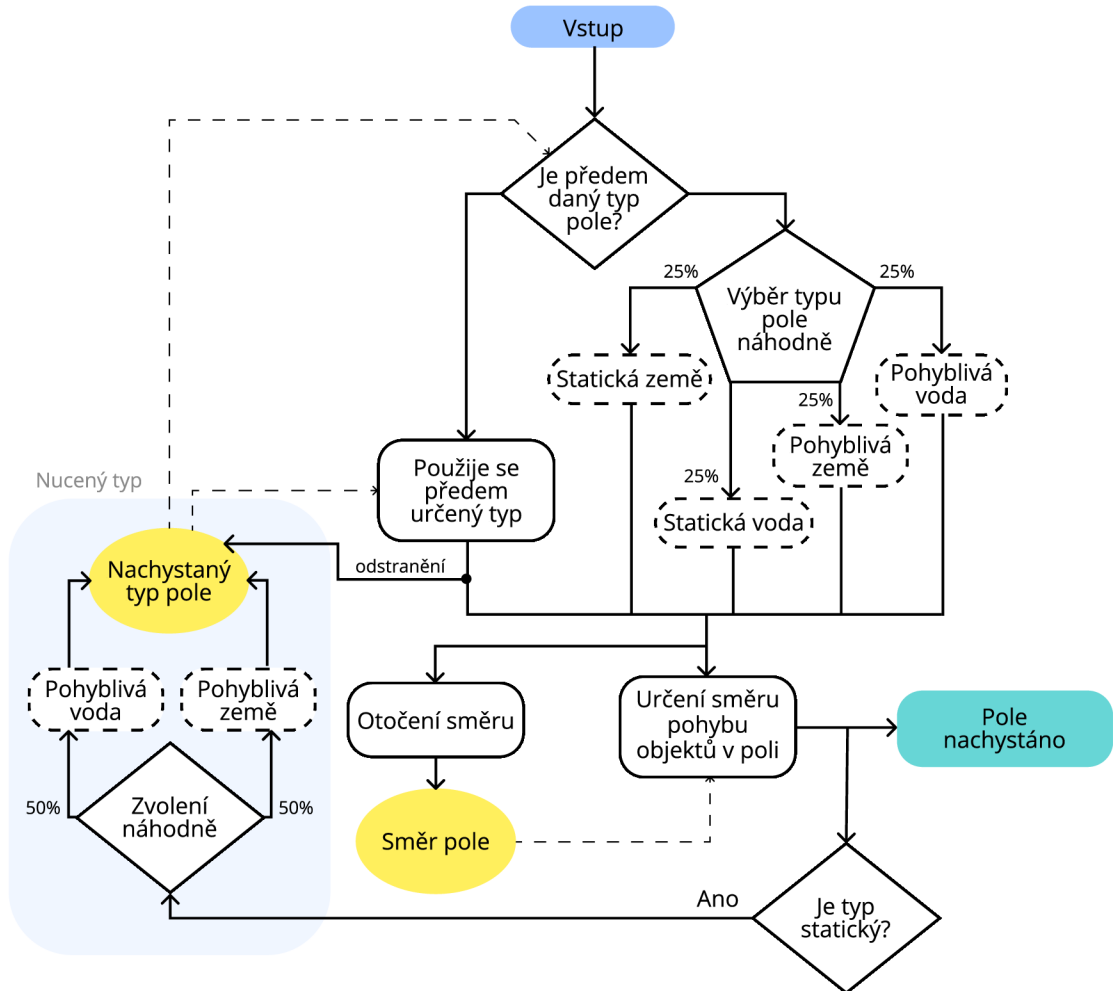 Vstup
Je předem
daný typ
pole?
25%
25%
Výběr typu
pole
náhodně
Statická země
Pohyblivá
voda
25%
Pohyblivá
země
25%
Statická voda
Použije se
předem
určený typ
Nucený typ
odstranění
Nachystaný
typ pole
Pohyblivá
voda
Pohyblivá
země
Otočení směru
Určení směru
pohybu
objektů v poli
Pole
nachystáno
50%
Zvolení
náhodně
50%
Směr pole
Ano
Je typ
statický?